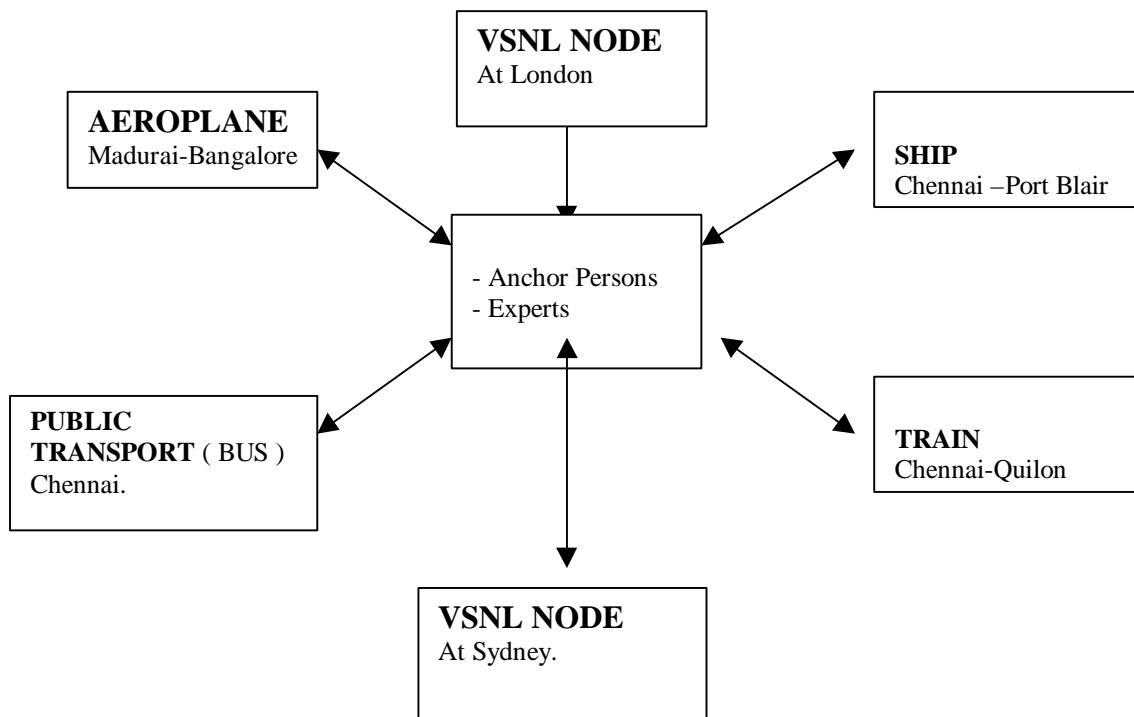 VSNL NODE
At London
AEROPLANE
Madurai-Bangalore
SHIP
Chennai –Port Blair
- Anchor Persons
- Experts
PUBLIC
TRANSPORT ( BUS )
Chennai.
TRAIN
Chennai-Quilon
VSNL NODE
At Sydney.